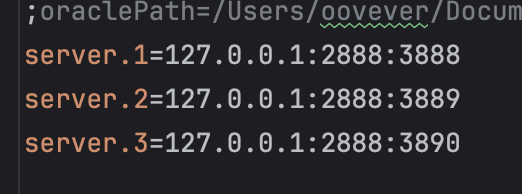 ;oraclePath=/Users/oovever/Docum
server.1=127.0.0.1:2888:3888
server.2=127.0.0.1:2888:3889
server.3=127.0.0.1:2888:3890